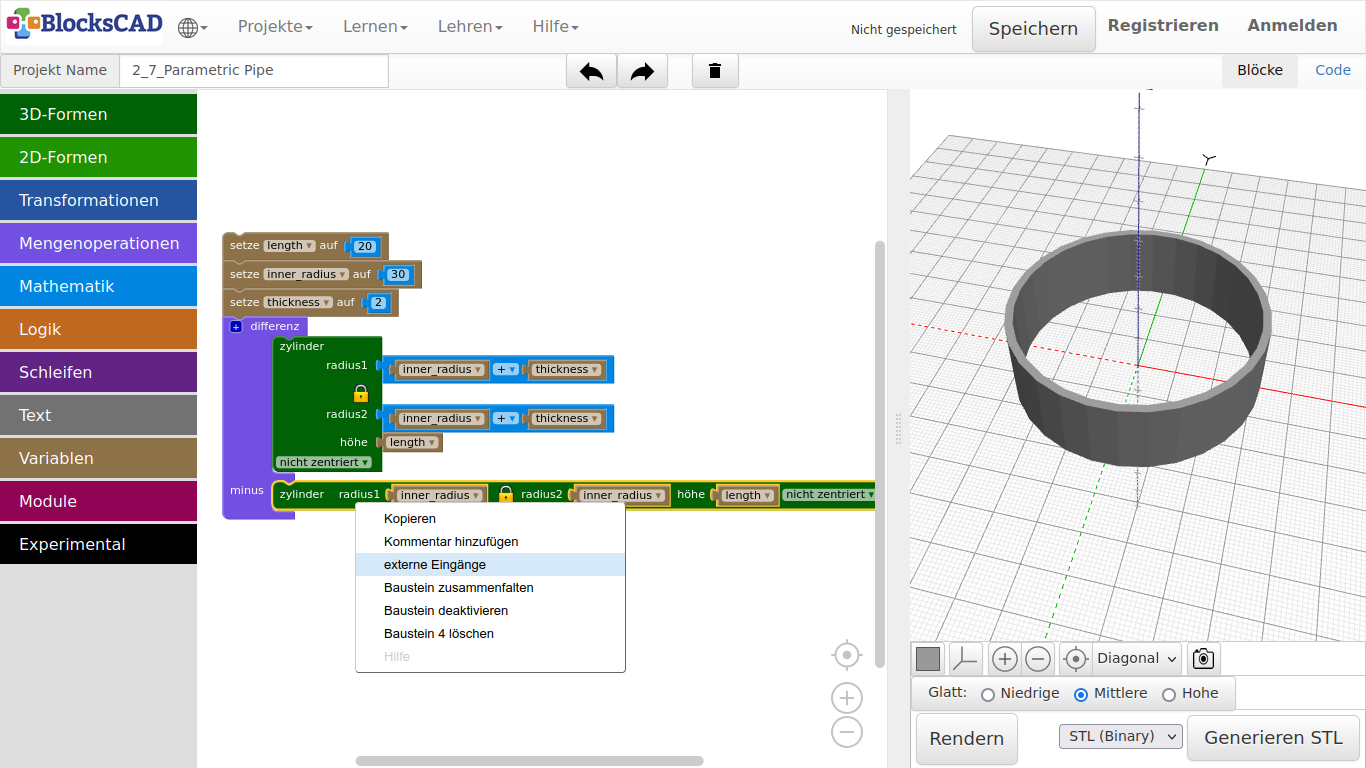 BlocksCAD Projekte Lernen Lehren Hilfe Nicht gespeichert Speichern Registrieren Anmelden
Projekt Name 2_7_Parametric Pipe Blöcke Code
3D-Formen
2D-Formen
Transformationen
Mengenoperationen
Mathematik
Logik
Schleifen
Text
Variablen
Module
Experimental
setze length auf 20
setze inner_radius auf 30
setze thickness auf 2
+ differenz
zylinder
radius1 inner_radius + thickness
radius2 inner_radius + thickness
höhe length
nicht zentriert
minus zylinder radius1 inner_radius radius2 inner_radius höhe length nicht zentriert
Kopieren
Kommentar hinzufügen
externe Eingänge
Baustein zusammenfalten
Baustein deaktivieren
Baustein 4 löschen
Hilfe
Y
Diagonal
Glatt: Niedrige Mittlere Hohe
Rendern STL (Binary) Generieren STL